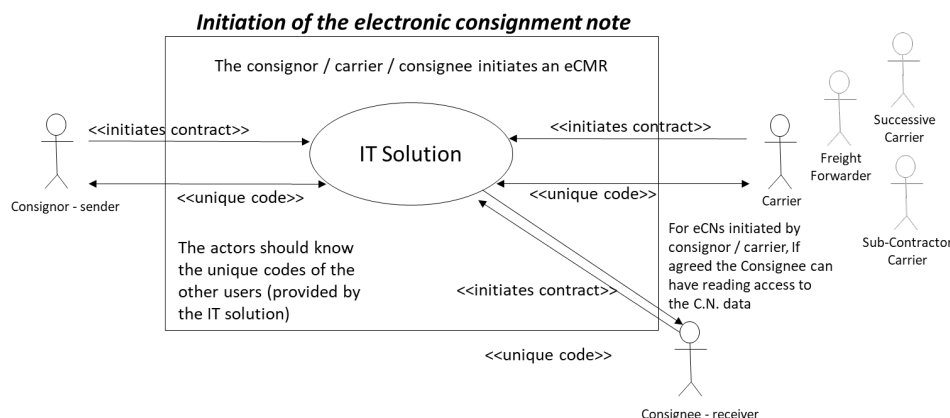 Initiation of the electronic consignment note
The consignor / carrier / consignee initiates an eCMR
<<initiates contract>>
<<initiates contract>>
IT Solution
<<unique code>>
<<unique code>>
Consignor - sender
Carrier
Freight
Forwarder
Successive
Carrier
Sub-Contractor
Carrier
The actors should know
the unique codes of the
other users (provided by
the IT solution)
For eCNs initiated by
consignor / carrier, If
agreed the Consignee can
have reading access to
the C.N. data
<<initiates contract>>
<<unique code>>
Consignee - receiver